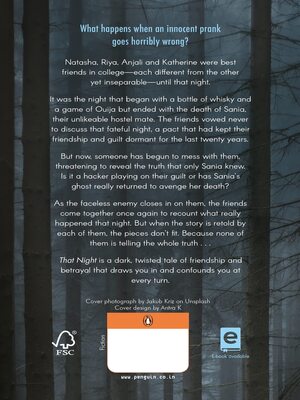 What happens when an innocent prank
goes horribly wrong?
Natasha, Riya, Anjali and Katherine were best
friends in college—each different from the other
yet inseparable—until that night.
It was the night that began with a bottle of whisky and
a game of Ouija but ended with the death of Sania,
their unlikeable hostel mate. The friends vowed never
to discuss that fateful night, a pact that had kept their
friendship and guilt dormant for the last twenty years.
But now, someone has begun to mess with them,
threatening to reveal the truth that only Sania knew.
Is it a hacker playing on their guilt or has Sania's
ghost really returned to avenge her death?
As the faceless enemy closes in on them, the friends
come together once again to recount what really
happened that night. But when the story is retold by
each of them, the pieces don't fit. Because none of
them is telling the whole truth . . .
That Night is a dark, twisted tale of friendship and
betrayal that draws you in and confounds you at
every turn.
Cover photograph by Jakob Kriz on Unsplash
Cover design by Antra K
FSC
Fiction
e
E-book available
www.penguin.co.in